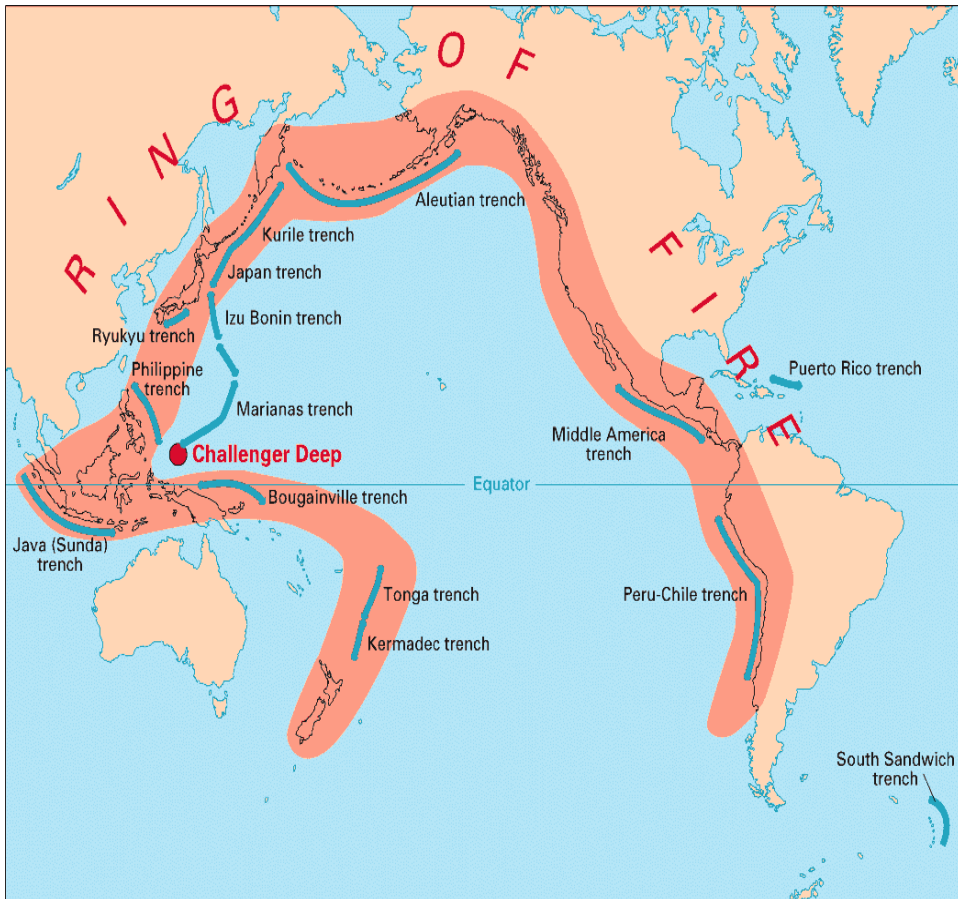 RING OF FIRE
Aleutian trench
Kurile trench
Japan trench
Izu Bonin trench
Ryukyu trench
Philippine
trench
Marianas trench
Challenger Deep
Puerto Rico trench
Middle America
trench
Equator
Bougainville trench
Java (Sunda)
trench
Tonga trench
Peru-Chile trench
Kermadec trench
South Sandwich
trench